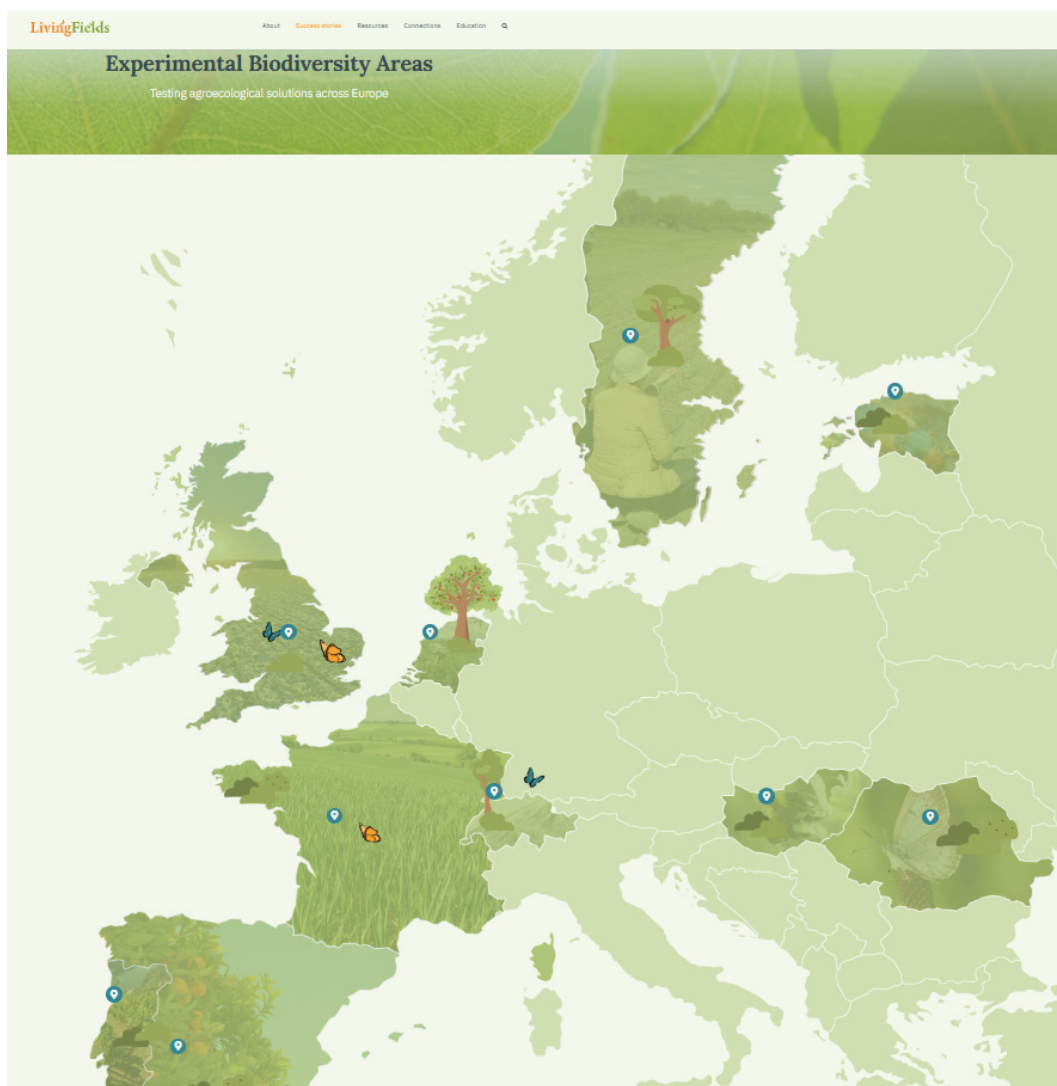 LivingFields
About Success stories Resources Connections Education
Experimental Biodiversity Areas
Testing agroecological solutions across Europe